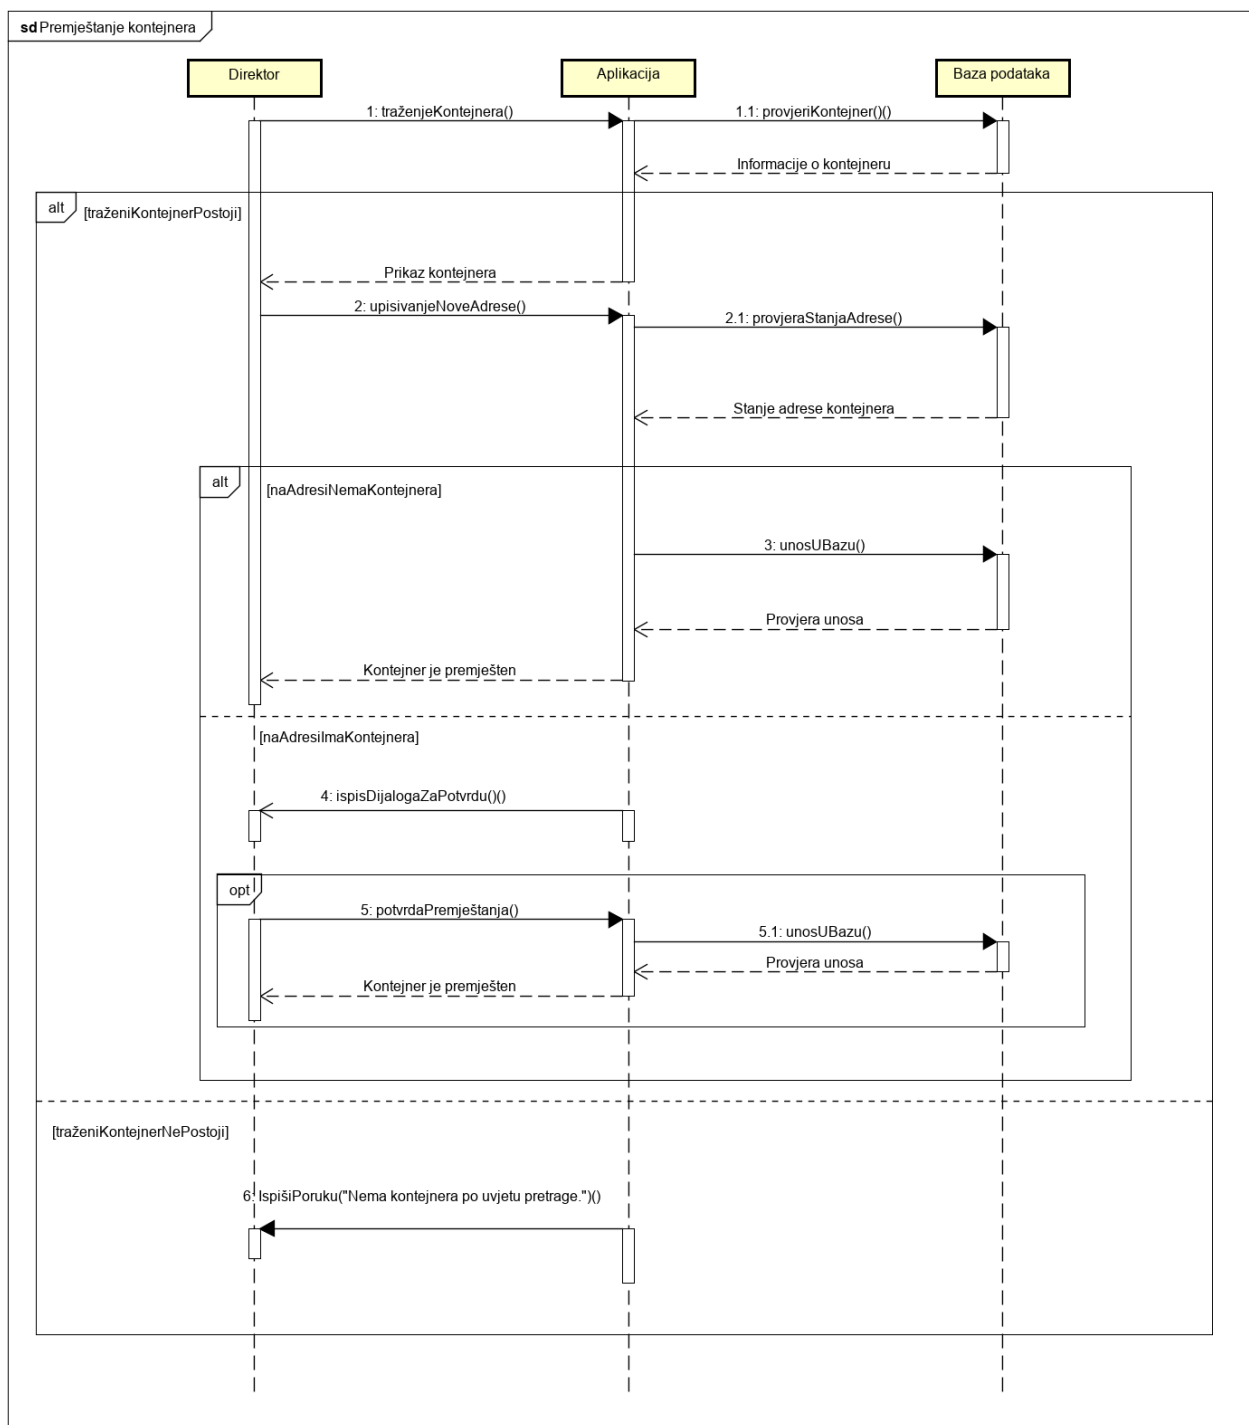 sd Premještanje kontejnera
Direktor
Aplikacija
Baza podataka
1: traženjeKontejnera()
1.1: provjeriKontejner()()
Informacije o kontejneru
alt
[traženiKontejnerPostoji]
Prikaz kontejnera
2: upisivanjeNoveAdrese()
2.1: provjeraStanjaAdrese()
Stanje adrese kontejnera
alt
[naAdresiNemaKontejnera]
3: unosUBazu()
Provjera unosa
Kontejner je premješten
[naAdresiImaKontejnera]
4: ispisDijalogaZaPotvrdu()()
opt
5: potvrdaPremještanja()
5.1: unosUBazu()
Provjera unosa
Kontejner je premješten
[traženiKontejnerNePostoji]
6: IspišiPoruku("Nema kontejnera po uvjetu pretrage.")()